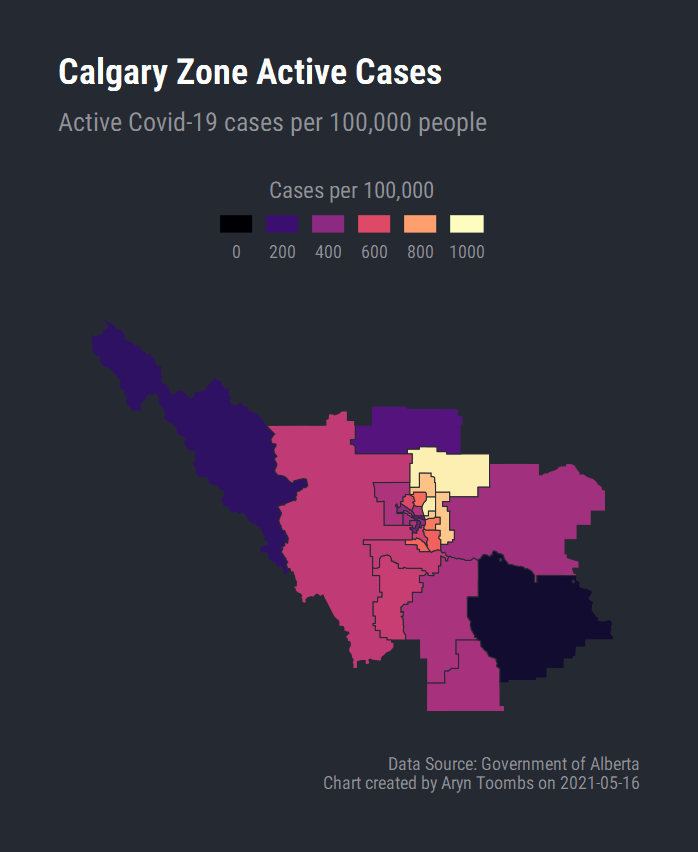 Calgary Zone Active Cases
Active Covid-19 cases per 100,000 people
Cases per 100,000
0 200 400 600 800 1000
Data Source: Government of Alberta
Chart created by Aryn Toombs on 2021-05-16